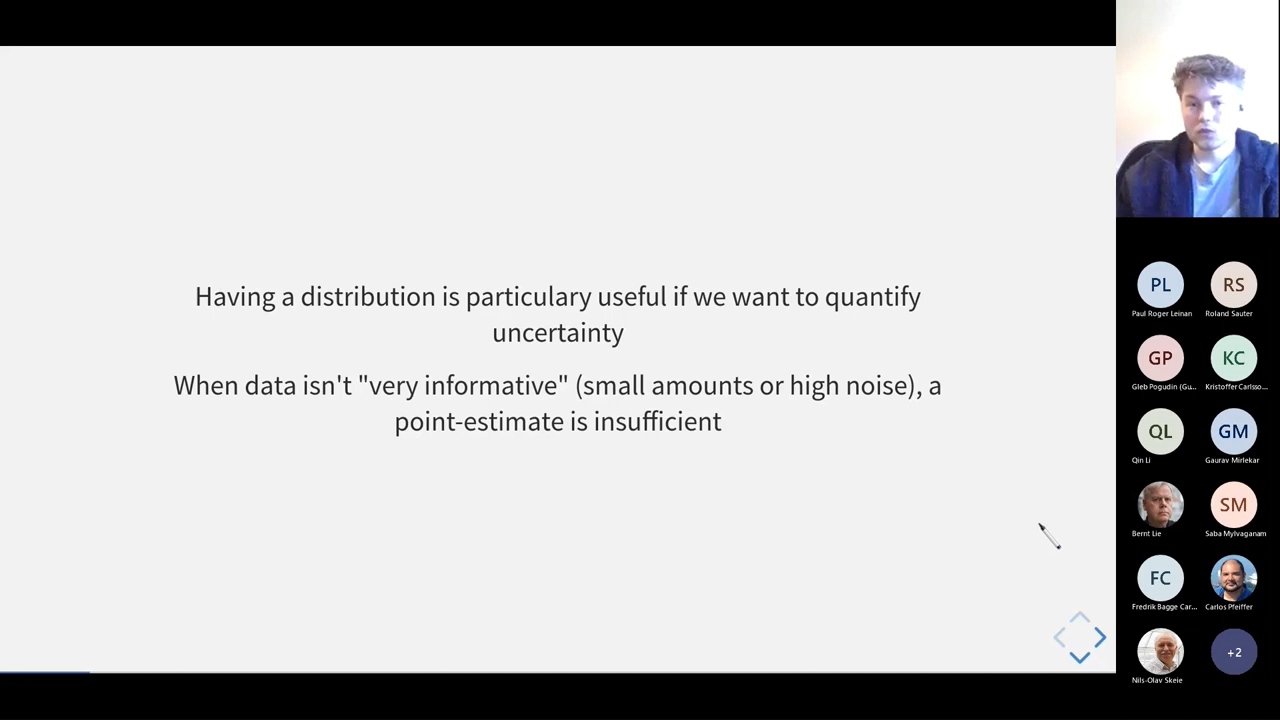 Having a distribution is particulary useful if we want to quantify
uncertainty
When data isn't "very informative" (small amounts or high noise), a
point-estimate is insufficient
PL
Paul Roger Leinan
RS
Roland Sauter
GP
Gleb Pogudin (Gu...
KC
Kristoffer Carlsso...
QL
Qin Li
GM
Gaurav Mirlekar
Bernt Lie
SM
Saba Mylvaganam
FC
Fredrik Bagge Car...
Carlos Pfeiffer
Nils-Olav Skeie
+2